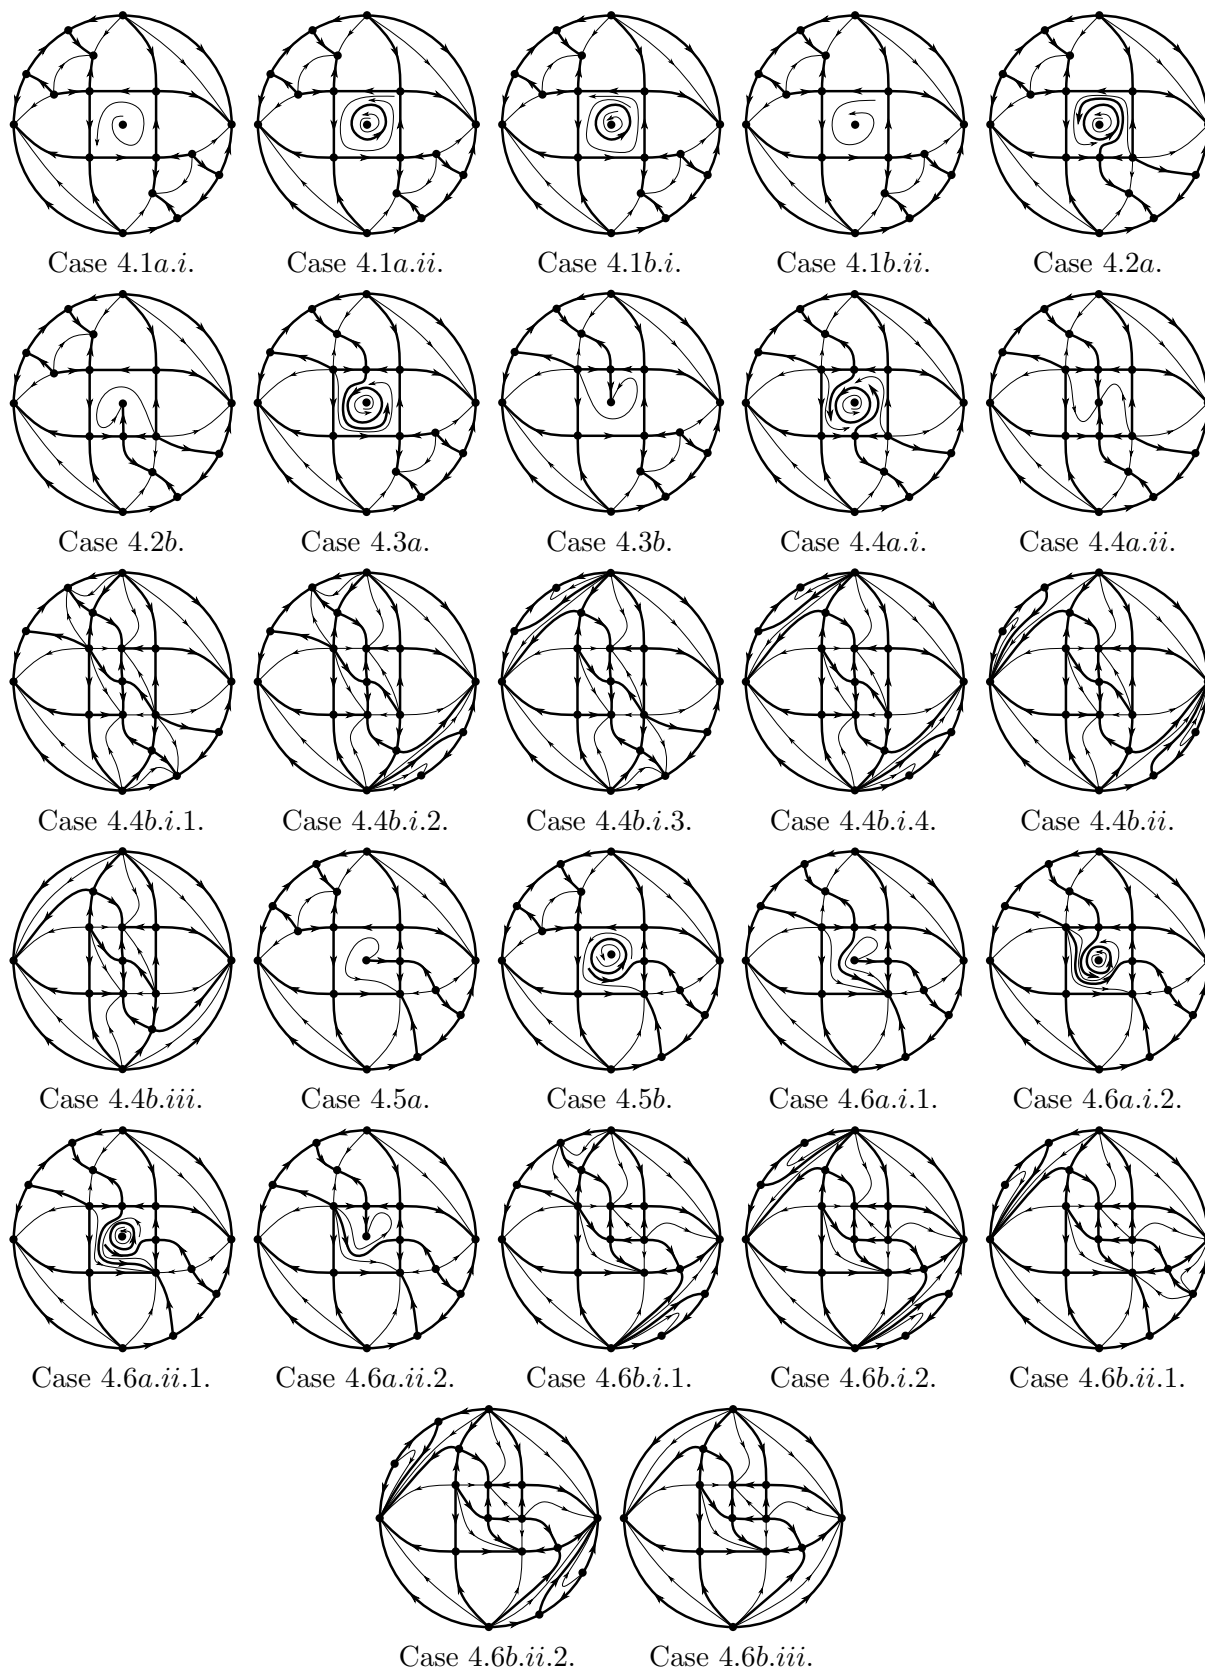 Case 4.1a.i. Case 4.1a.ii. Case 4.1b.i. Case 4.1b.ii. Case 4.2a.
Case 4.2b. Case 4.3a. Case 4.3b. Case 4.4a.i. Case 4.4a.ii.
Case 4.4b.i.1. Case 4.4b.i.2. Case 4.4b.i.3. Case 4.4b.i.4. Case 4.4b.ii.
Case 4.4b.iii. Case 4.5a. Case 4.5b. Case 4.6a.i.1. Case 4.6a.i.2.
Case 4.6a.ii.1. Case 4.6a.ii.2. Case 4.6b.i.1. Case 4.6b.i.2. Case 4.6b.ii.1.
Case 4.6b.ii.2. Case 4.6b.iii.